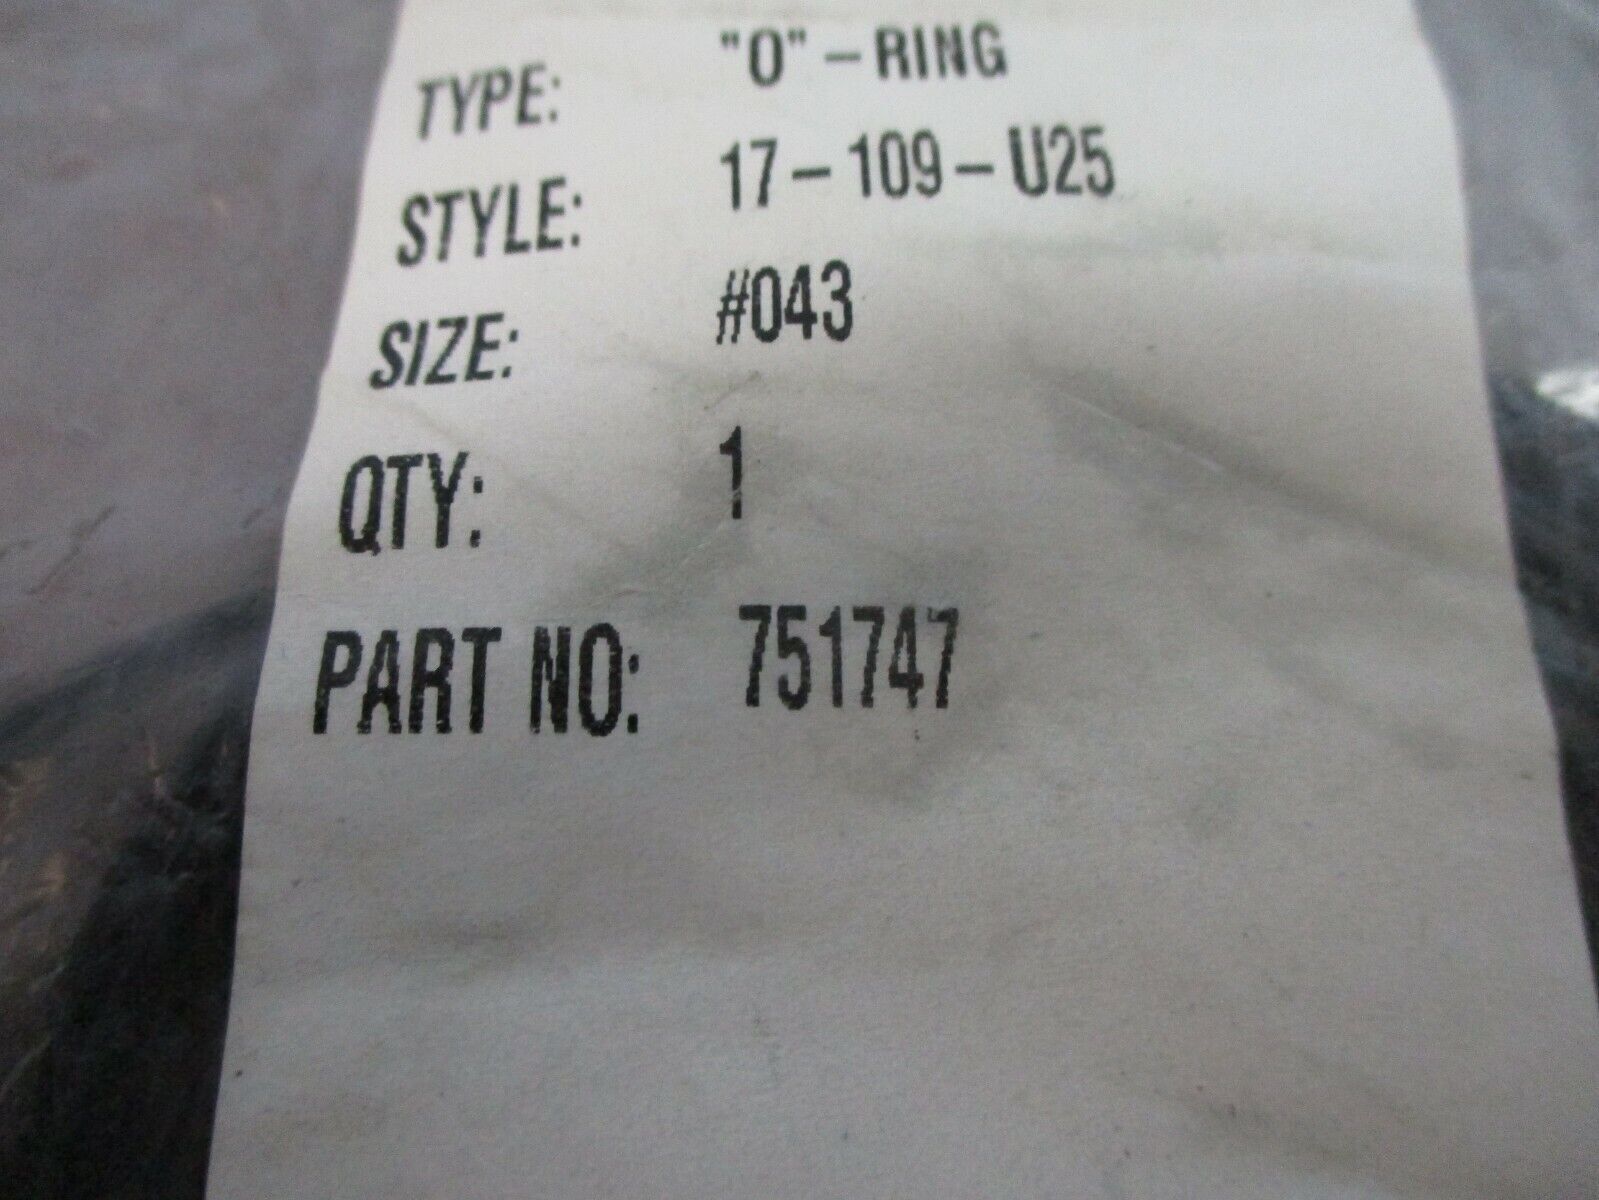 TYPE: "O" - RING
STYLE: 17 - 109 - U25
SIZE: #043
QTY: 1
PART NO: 751747